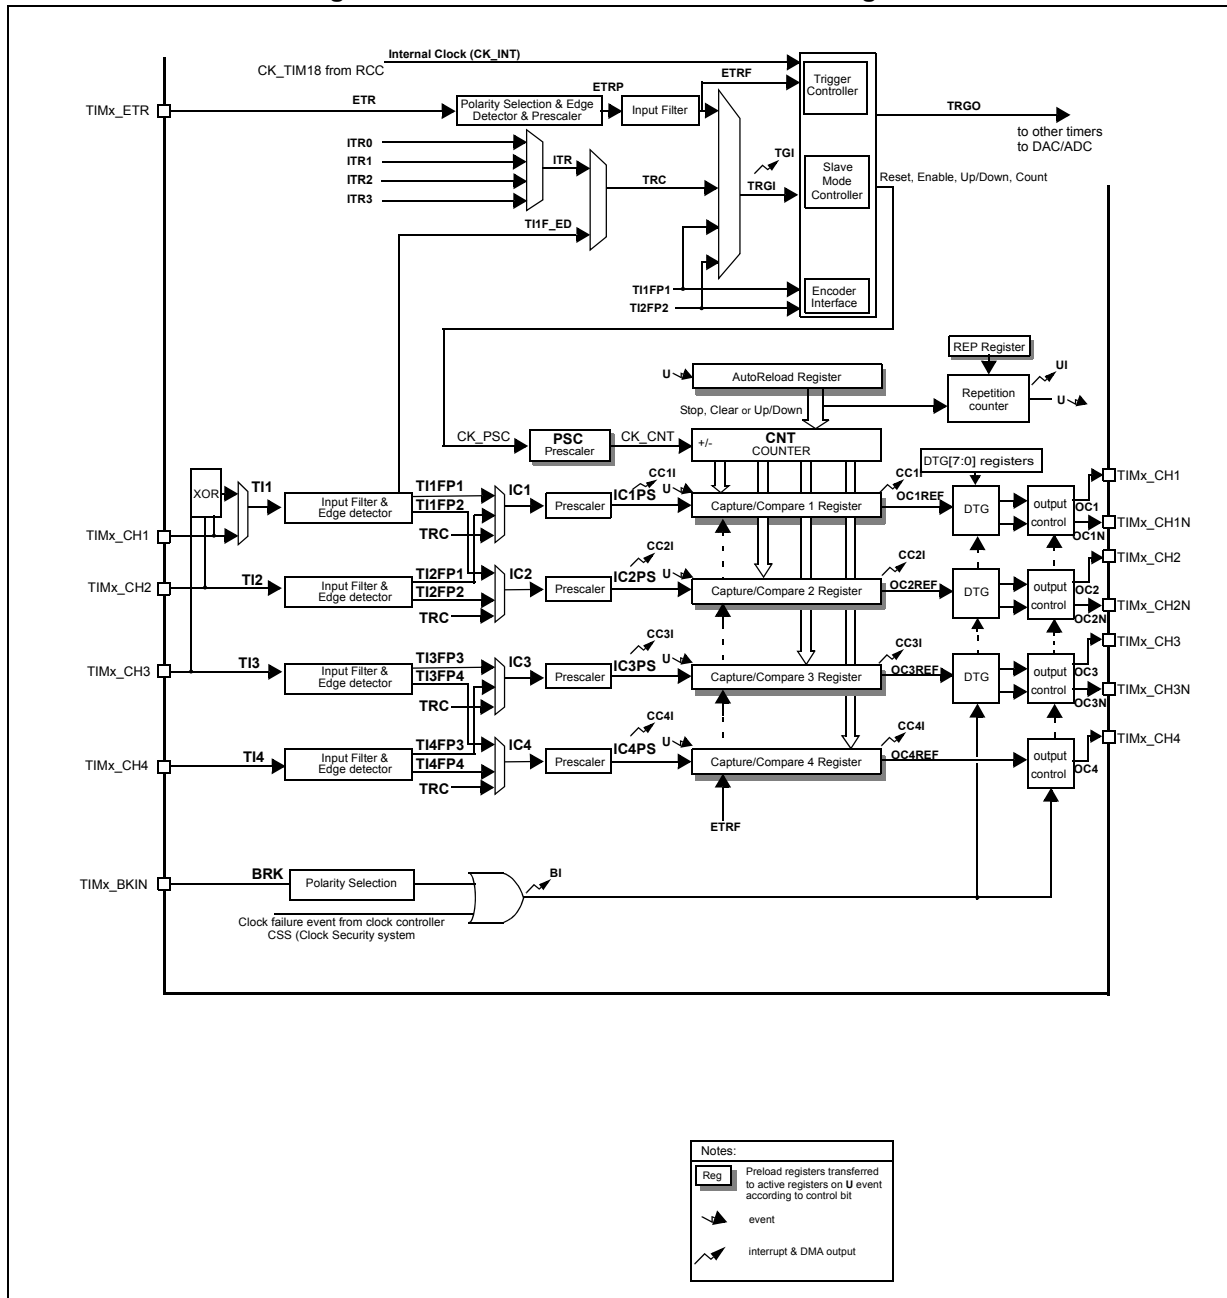 Internal Clock (CK_INT)
CK_TIM18 from RCC
ETRF
Trigger
Controller
TIMx_ETR
ETR
Polarity Selection & Edge
Detector & Prescaler
ETRP
Input Filter
TRGO
to other timers
to DAC/ADC
ITR0
ITR1
ITR2
ITR3
ITR
TRC
TGI
TRGI
Slave
Mode
Controller
Reset, Enable, Up/Down, Count
TI1F_ED
TI1FP1
TI2FP2
Encoder
Interface
REP Register
U
AutoReload Register
Repetition
counter
UI
U
Stop, Clear or Up/Down
CK_PSC
PSC
Prescaler
CK_CNT
+/-
CNT
COUNTER
DTG[7:0] registers
XOR
TI1
Input Filter &
Edge detector
TI1FP1
TI1FP2
TRC
IC1
Prescaler
IC1PS
CC1I
U
Capture/Compare 1 Register
CC1I
OC1REF
DTG
output
control
OC1
OC1N
TIMx_CH1
TIMx_CH1N
TIMx_CH1
TIMx_CH2
TI2
Input Filter &
Edge detector
TI2FP1
TI2FP2
TRC
IC2
Prescaler
IC2PS
CC2I
U
Capture/Compare 2 Register
CC2I
OC2REF
DTG
output
control
OC2
OC2N
TIMx_CH2
TIMx_CH2N
TIMx_CH3
TI3
Input Filter &
Edge detector
TI3FP3
TI3FP4
TRC
IC3
Prescaler
IC3PS
CC3I
U
Capture/Compare 3 Register
CC3I
OC3REF
DTG
output
control
OC3
OC3N
TIMx_CH3
TIMx_CH3N
TIMx_CH4
TI4
Input Filter &
Edge detector
TI4FP3
TI4FP4
TRC
IC4
Prescaler
IC4PS
CC4I
U
Capture/Compare 4 Register
CC4I
OC4REF
output
control
OC4
TIMx_CH4
ETRF
TIMx_BKIN
BRK
Polarity Selection
BI
Clock failure event from clock controller
CSS (Clock Security system
Notes:
Reg
Preload registers transferred
to active registers on U event
according to control bit
event
interrupt & DMA output